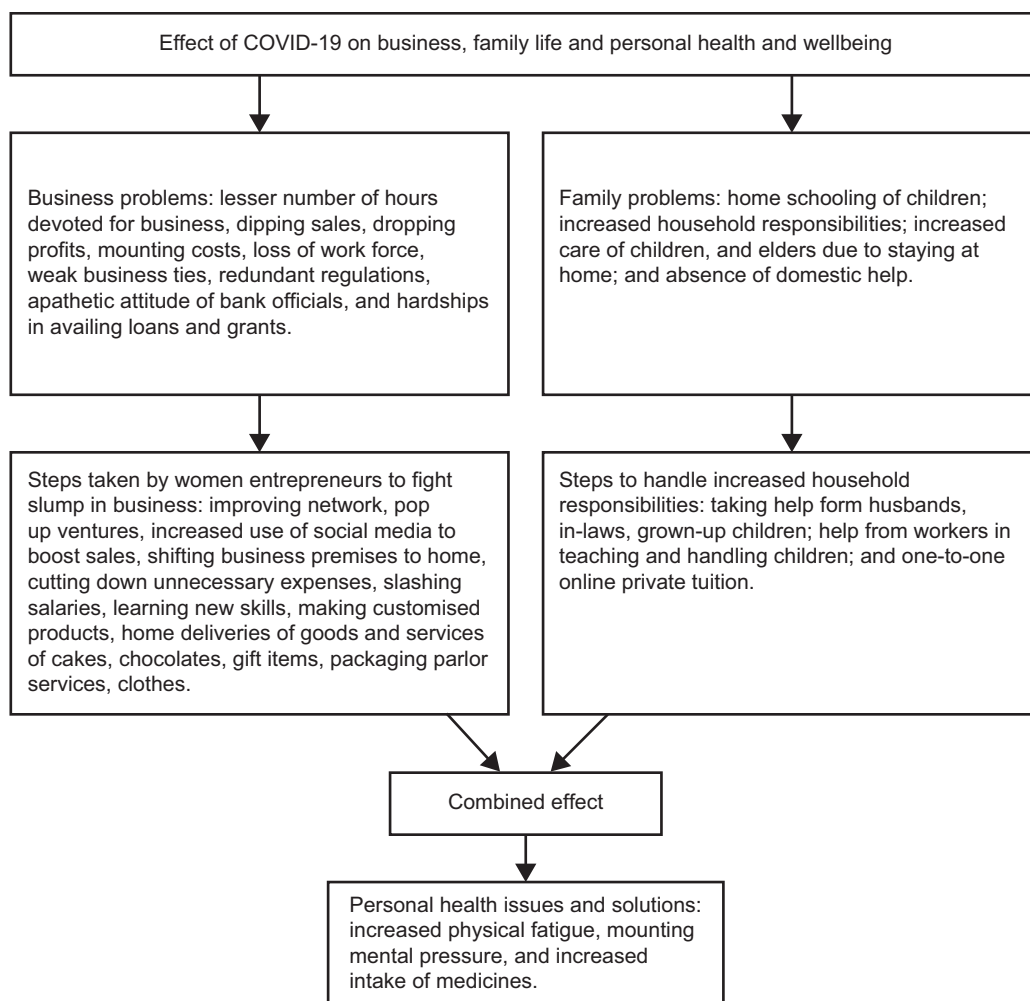 Effect of COVID-19 on business, family life and personal health and wellbeing
Business problems: lesser number of hours
devoted for business, dipping sales, dropping
profits, mounting costs, loss of work force,
weak business ties, redundant regulations,
apathetic attitude of bank officials, and hardships
in availing loans and grants.
Family problems: home schooling of children;
increased household responsibilities; increased
care of children, and elders due to staying at
home; and absence of domestic help.
Steps taken by women entrepreneurs to fight
slump in business: improving network, pop
up ventures, increased use of social media to
boost sales, shifting business premises to home,
cutting down unnecessary expenses, slashing
salaries, learning new skills, making customised
products, home deliveries of goods and services
of cakes, chocolates, gift items, packaging parlor
services, clothes.
Steps to handle increased household
responsibilities: taking help form husbands,
in-laws, grown-up children; help from workers in
teaching and handling children; and one-to-one
online private tuition.
Combined effect
Personal health issues and solutions:
increased physical fatigue, mounting
mental pressure, and increased
intake of medicines.